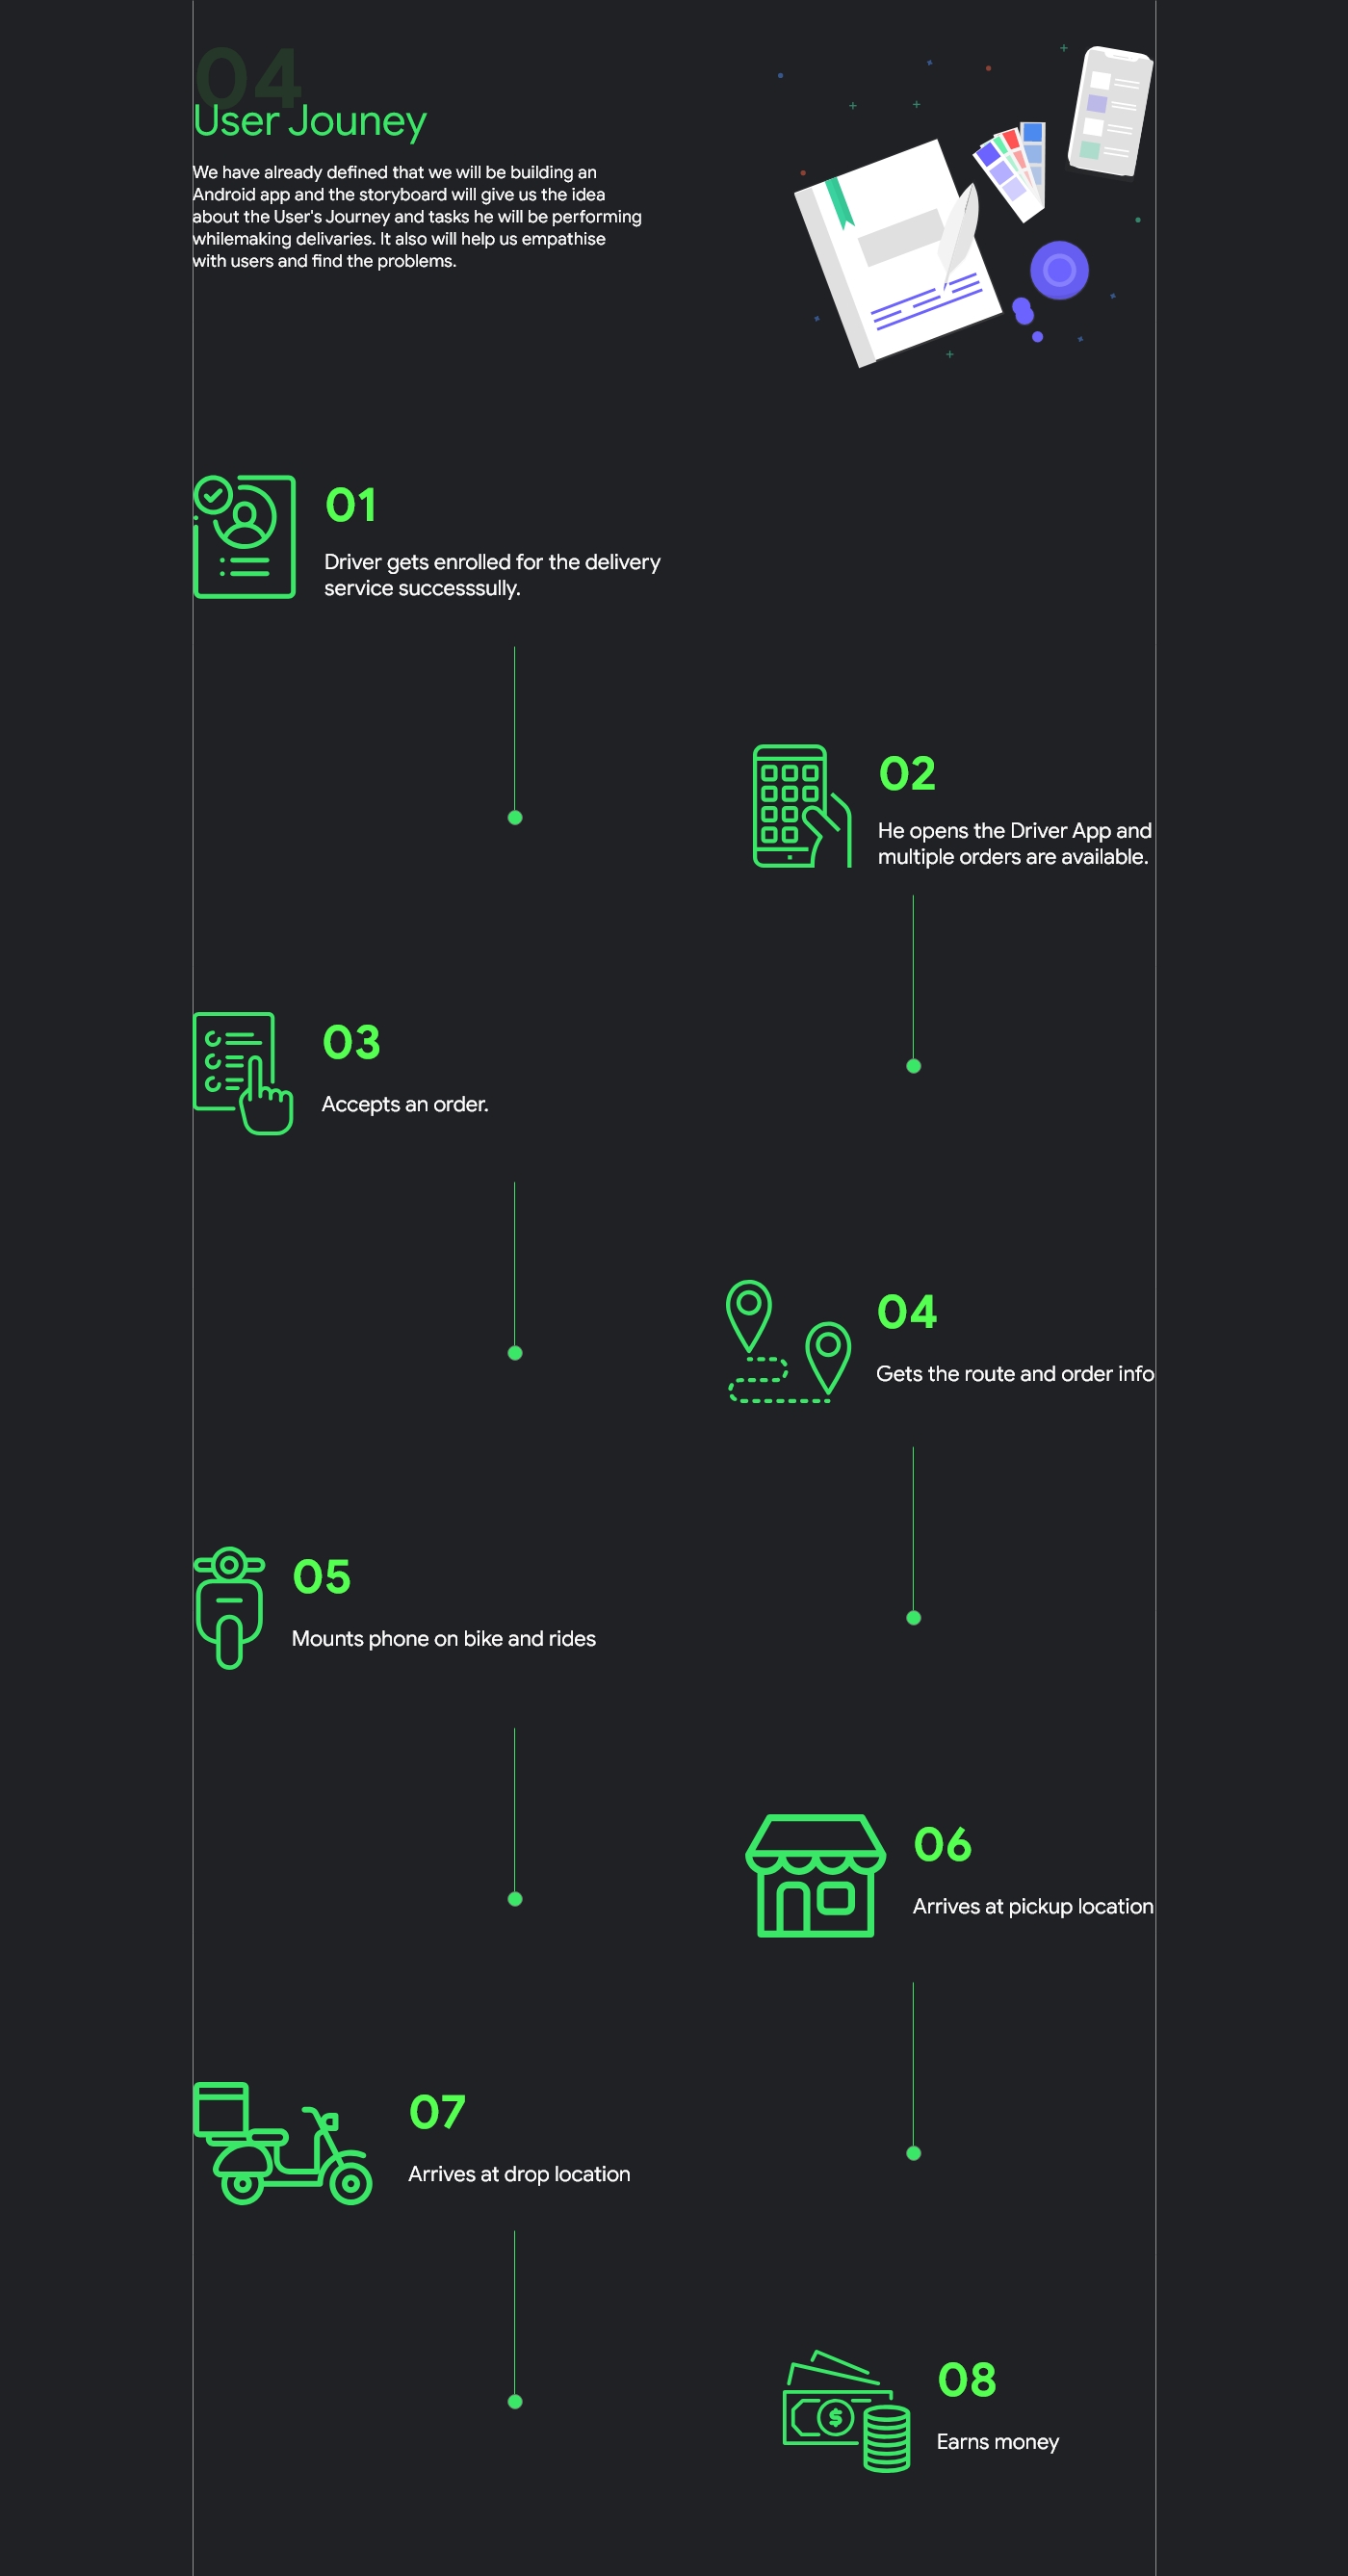 04
User Jouney
We have already defined that we will be building an
Android app and the storyboard will give us the idea
about the User's Journey and tasks he will be performing
whilemaking delivaries. It also will help us empathise
with users and find the problems.
01
Driver gets enrolled for the delivery
service successsully.
02
He opens the Driver App and
multiple orders are available.
03
Accepts an order.
04
Gets the route and order info
05
Mounts phone on bike and rides
06
Arrives at pickup location
07
Arrives at drop location
08
$
Earns money